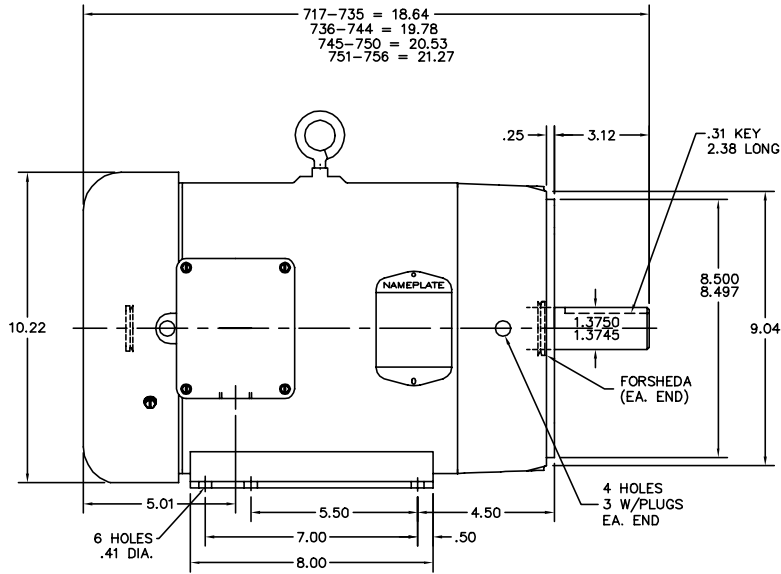 717-735 = 18.64
736-744 = 19.78
745-750 = 20.53
751-756 = 21.27
.25
3.12
.31 KEY
2.38 LONG
NAMEPLATE
8.500
8.497
10.22
1.3750
1.3745
9.04
FORSHEDA
(EA. END)
4 HOLES
3 W/PLUGS
EA. END
5.01
5.50
4.50
6 HOLES
.41 DIA.
7.00
.50
8.00